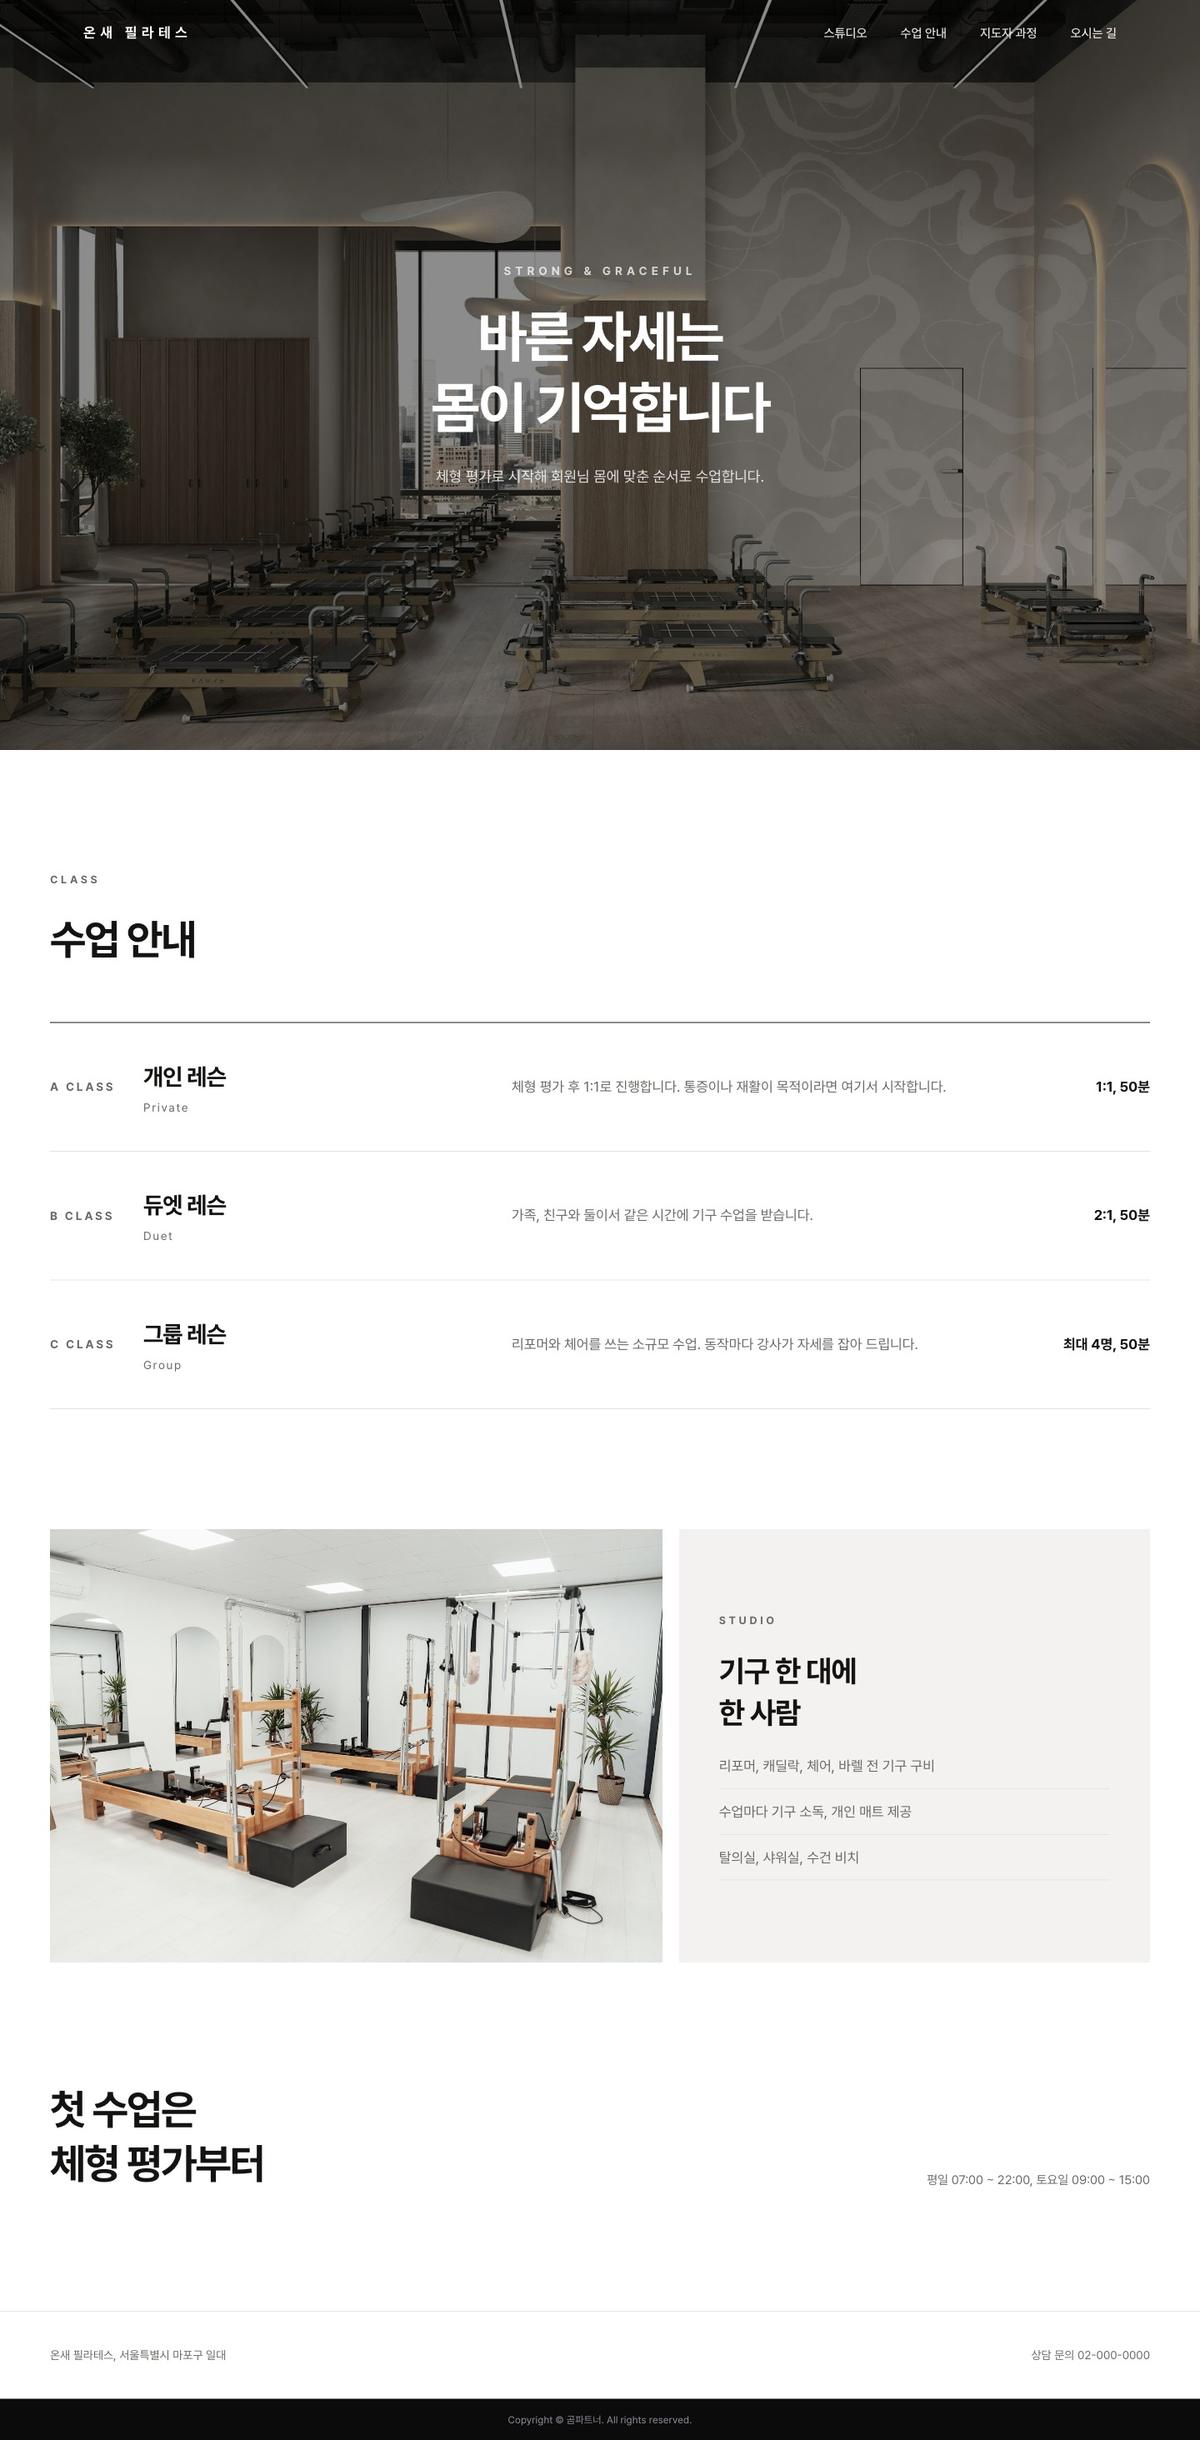 온새 필라테스
스튜디오 수업 안내 지도자 과정 오시는 길
STRONG & GRACEFUL
바른 자세는
몸이 기억합니다
체형 평가로 시작해 회원님 몸에 맞춘 순서로 수업합니다.
CLASS
수업 안내
A CLASS
개인 레슨
Private
체형 평가 후 1:1로 진행합니다. 통증이나 재활이 목적이라면 여기서 시작합니다.
1:1, 50분
B CLASS
듀엣 레슨
Duet
가족, 친구와 둘이서 같은 시간에 기구 수업을 받습니다.
2:1, 50분
C CLASS
그룹 레슨
Group
리포머와 체어를 쓰는 소규모 수업. 동작마다 강사가 자세를 잡아 드립니다.
최대 4명, 50분
STUDIO
기구 한 대에
한 사람
리포머, 캐딜락, 체어, 바렐 전 기구 구비
수업마다 기구 소독, 개인 매트 제공
탈의실, 샤워실, 수건 비치
첫 수업은
체형 평가부터
평일 07:00 ~ 22:00, 토요일 09:00 ~ 15:00
온새 필라테스, 서울특별시 마포구 일대
상담 문의 02-000-0000
Copyright © 곰파트너. All rights reserved.